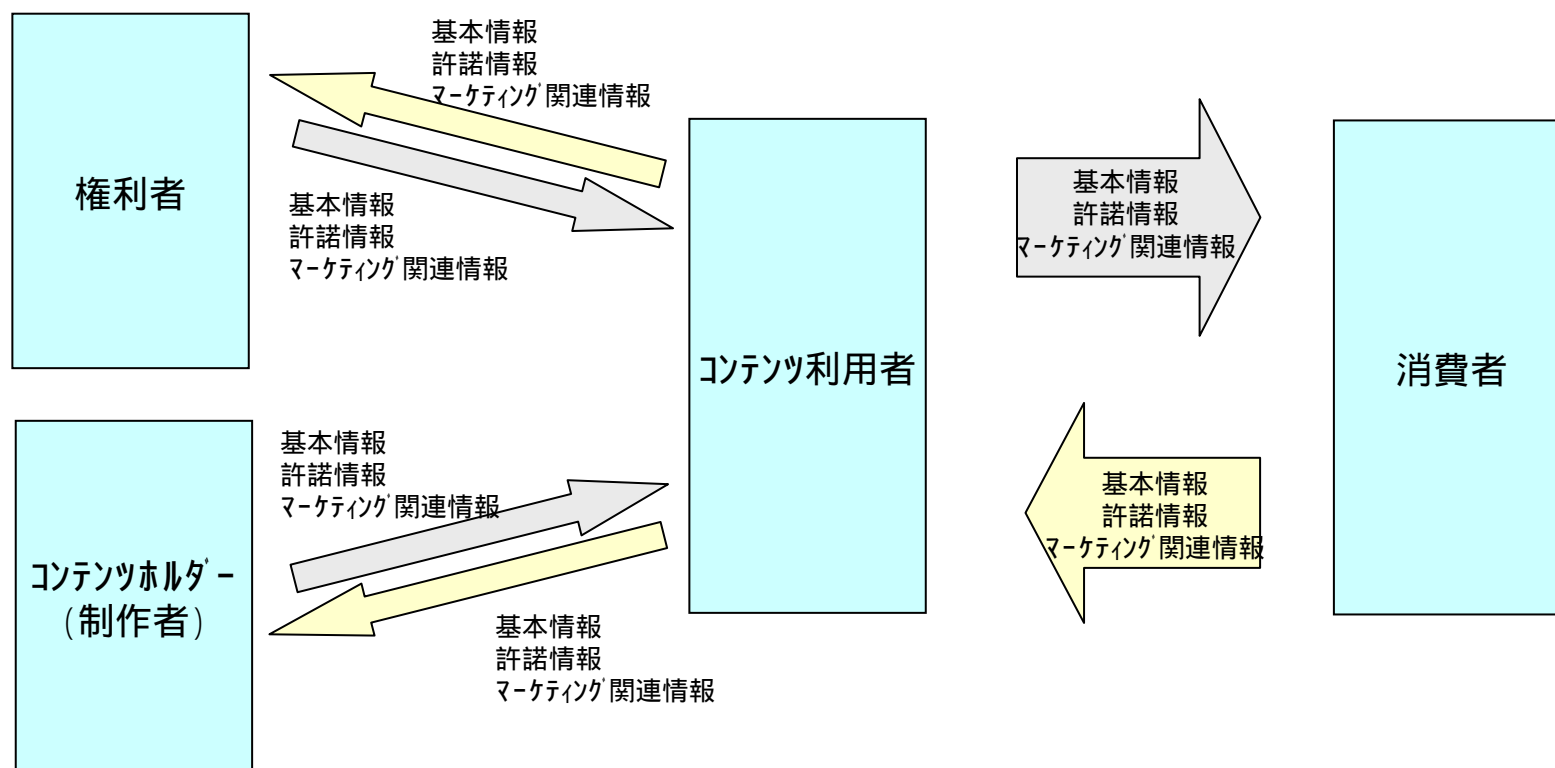 基本情報
許諾情報
ﾏｰｹﾃｨﾝｸﾞ関連情報
権利者
基本情報
許諾情報
ﾏｰｹﾃｨﾝｸﾞ関連情報
ｺﾝﾃﾝﾂ利用者
基本情報
許諾情報
ﾏｰｹﾃｨﾝｸﾞ関連情報
消費者
基本情報
許諾情報
ﾏｰｹﾃｨﾝｸﾞ関連情報
ｺﾝﾃﾝﾂﾎﾙﾀﾞｰ
(制作者)
基本情報
許諾情報
ﾏｰｹﾃｨﾝｸﾞ関連情報
基本情報
許諾情報
ﾏｰｹﾃｨﾝｸﾞ関連情報